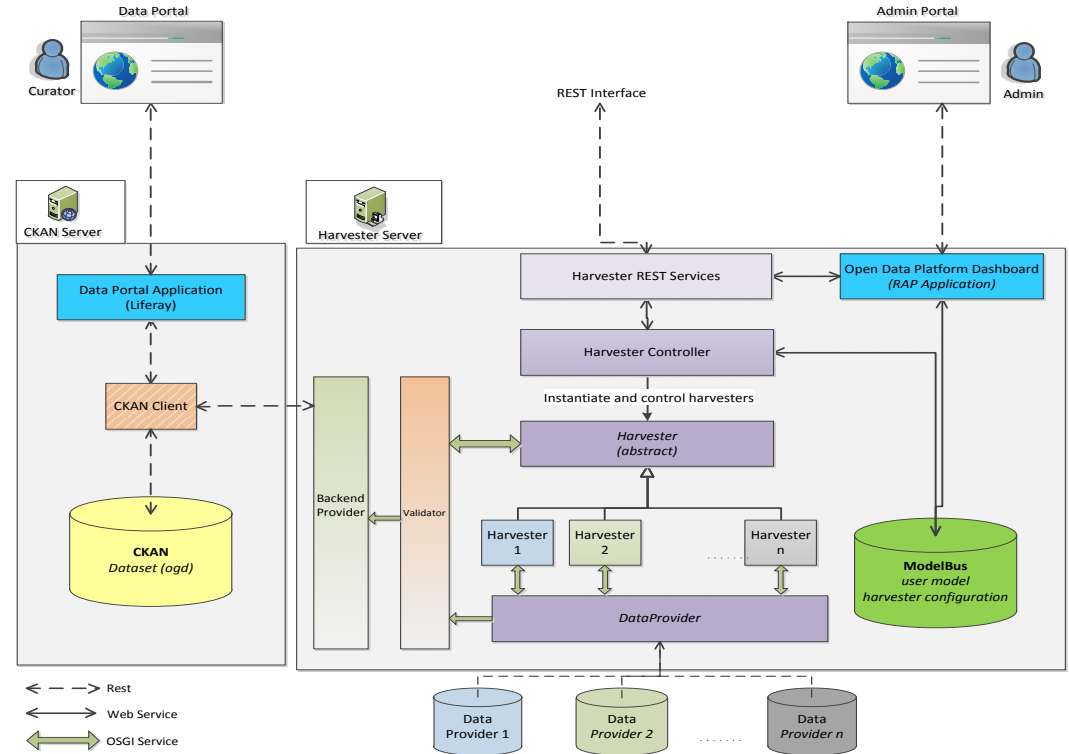 Data Portal
Admin Portal
Curator
Admin
REST Interface
CKAN Server
Harvester Server
Data Portal Application
(Liferay)
Harvester REST Services
Open Data Platform Dashboard
(RAP Application)
Harvester Controller
CKAN Client
Instantiate and control harvesters
Harvester
(abstract)
Backend
Provider
Validator
Harvester
1
Harvester
2
. . . . . . .
Harvester
n
CKAN
Dataset (ogd)
ModelBus
user model
harvester configuration
DataProvider
Rest
Web Service
OSGI Service
Data
Provider 1
Data
Provider 2
. . . . . . .
Data
Provider n